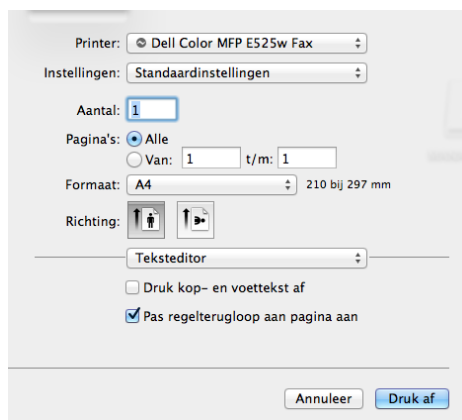 Printer: Dell Color MFP E525w Fax
Instellingen: Standaardinstellingen
Aantal: 1
Pagina's: Alle
Van: 1 t/m: 1
Formaat: A4 210 bij 297 mm
Richting:
Teksteditor
Druk kop- en voettekst af
Pas regelterugloop aan pagina aan
Annuleer Druk af